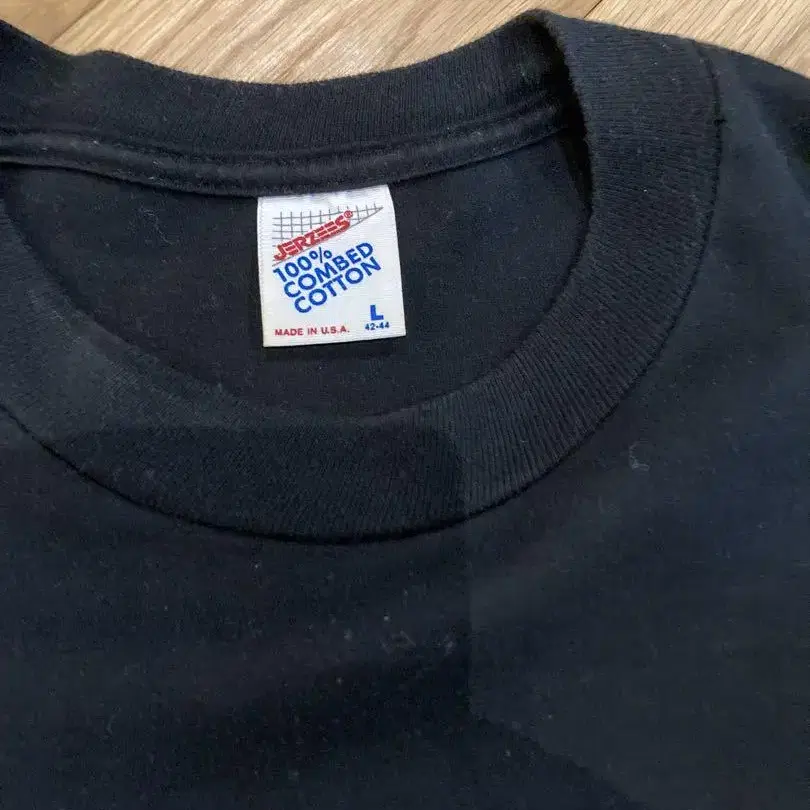 JERZEES®
100%
COMBED
COTTON
L
MADE IN U.S.A. 42-44